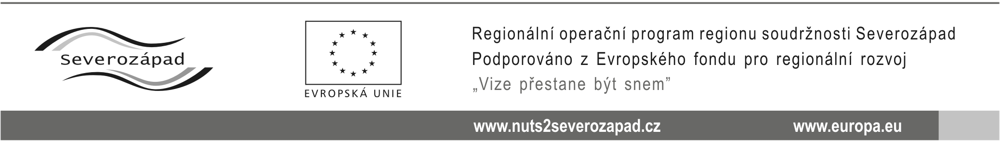 Severozápad
EVROPSKÁ UNIE
Regionální operační program regionu soudržnosti Severozápad
Podporováno z Evropského fondu pro regionální rozvoj
„Vize přestane být snem”
www.nuts2severozapad.cz
www.europa.eu